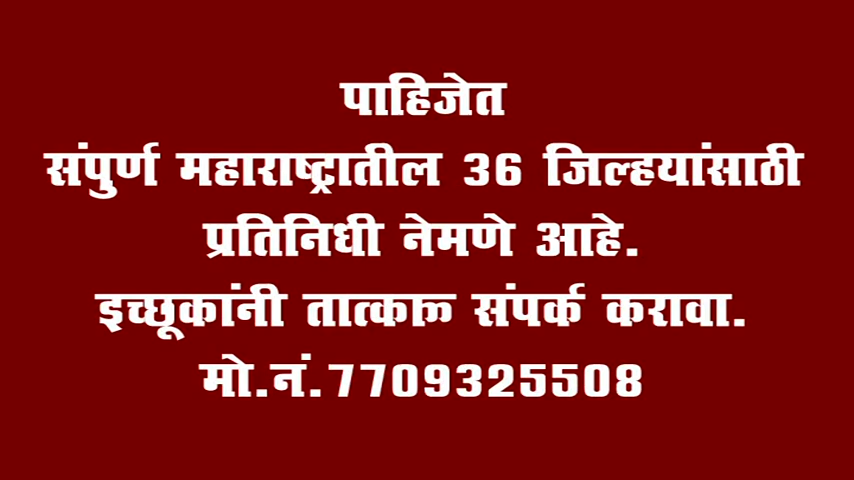 पाहिजेत
संपुर्ण महाराष्ट्रातील 36 जिल्हयांसाठी
प्रतिनिधी नेमणे आहे.
इच्छूकांनी संपर्क करावा.
मो.नं.7709325508